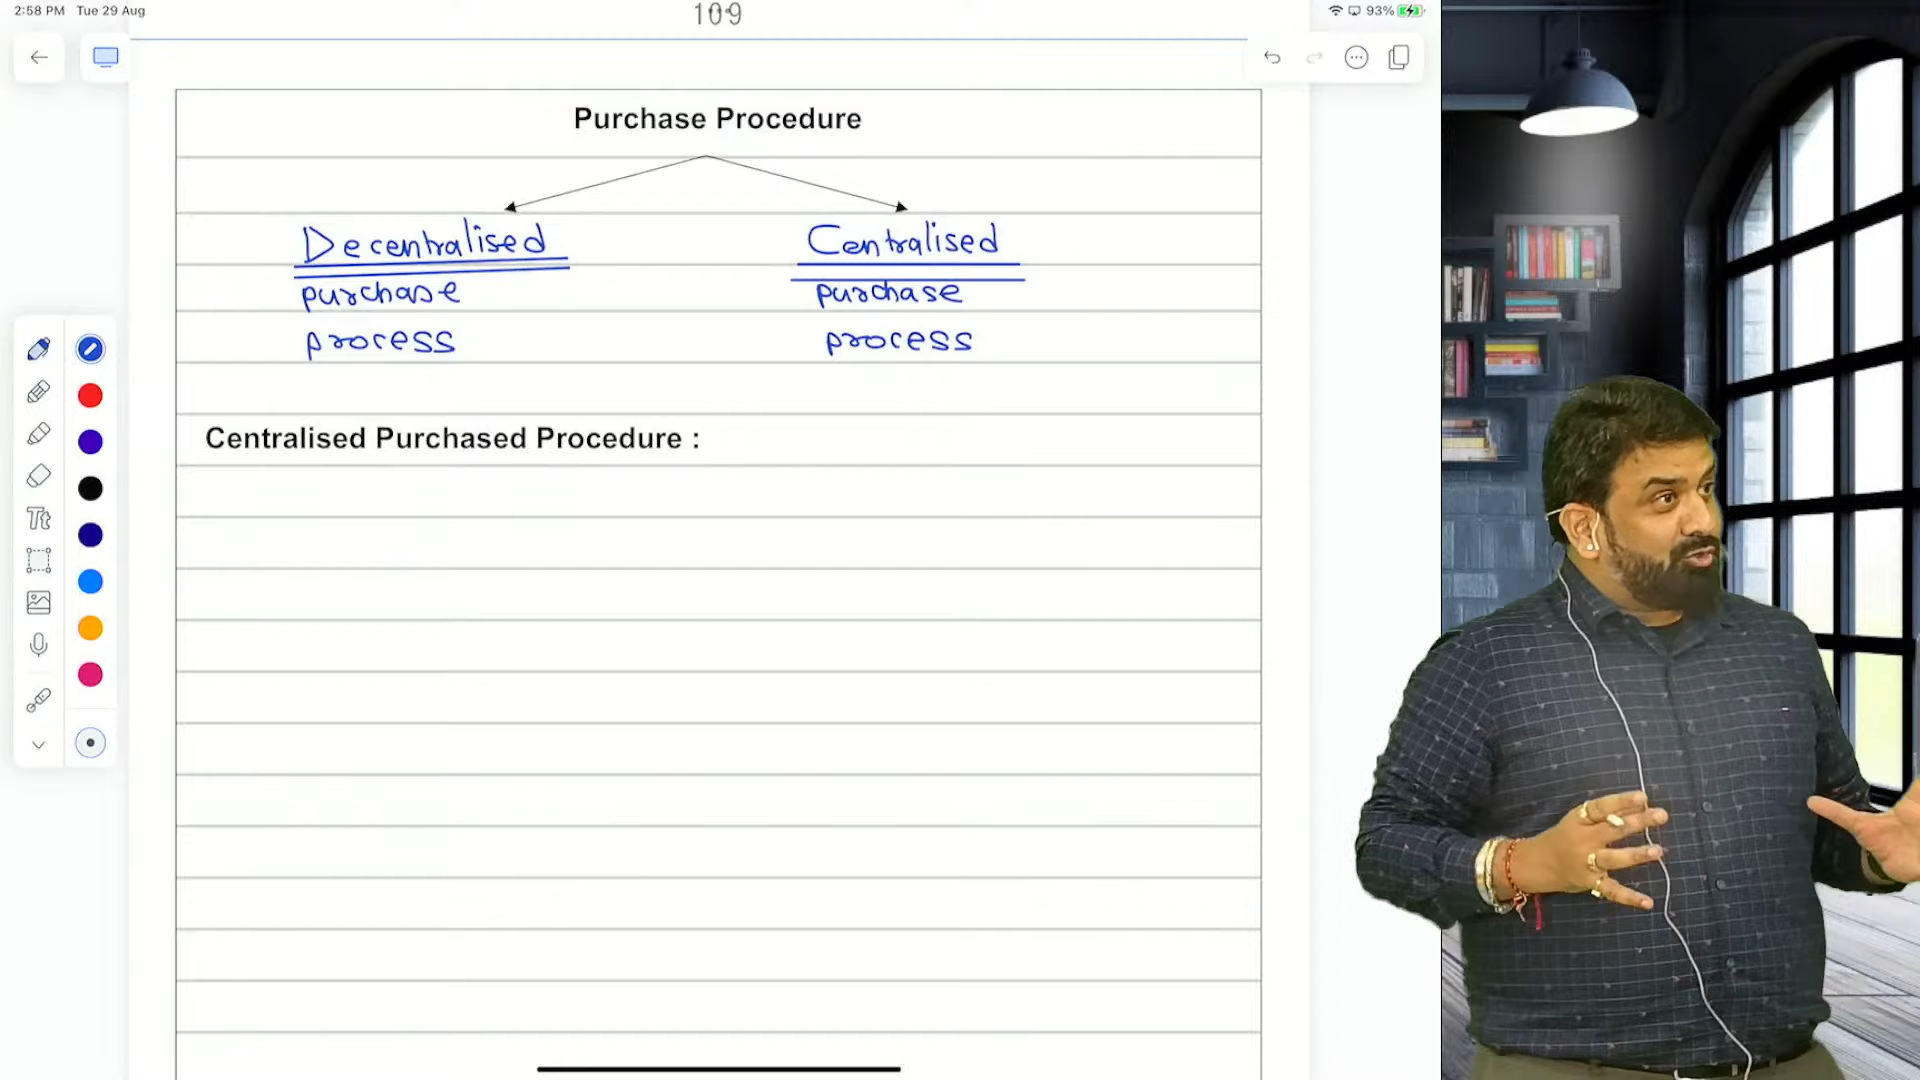 2:58 PM Tue 29 Aug
109
93%
Purchase Procedure
Decentralised
purchase
process
Centralised
purchase
process
Centralised Purchased Procedure :
Tt